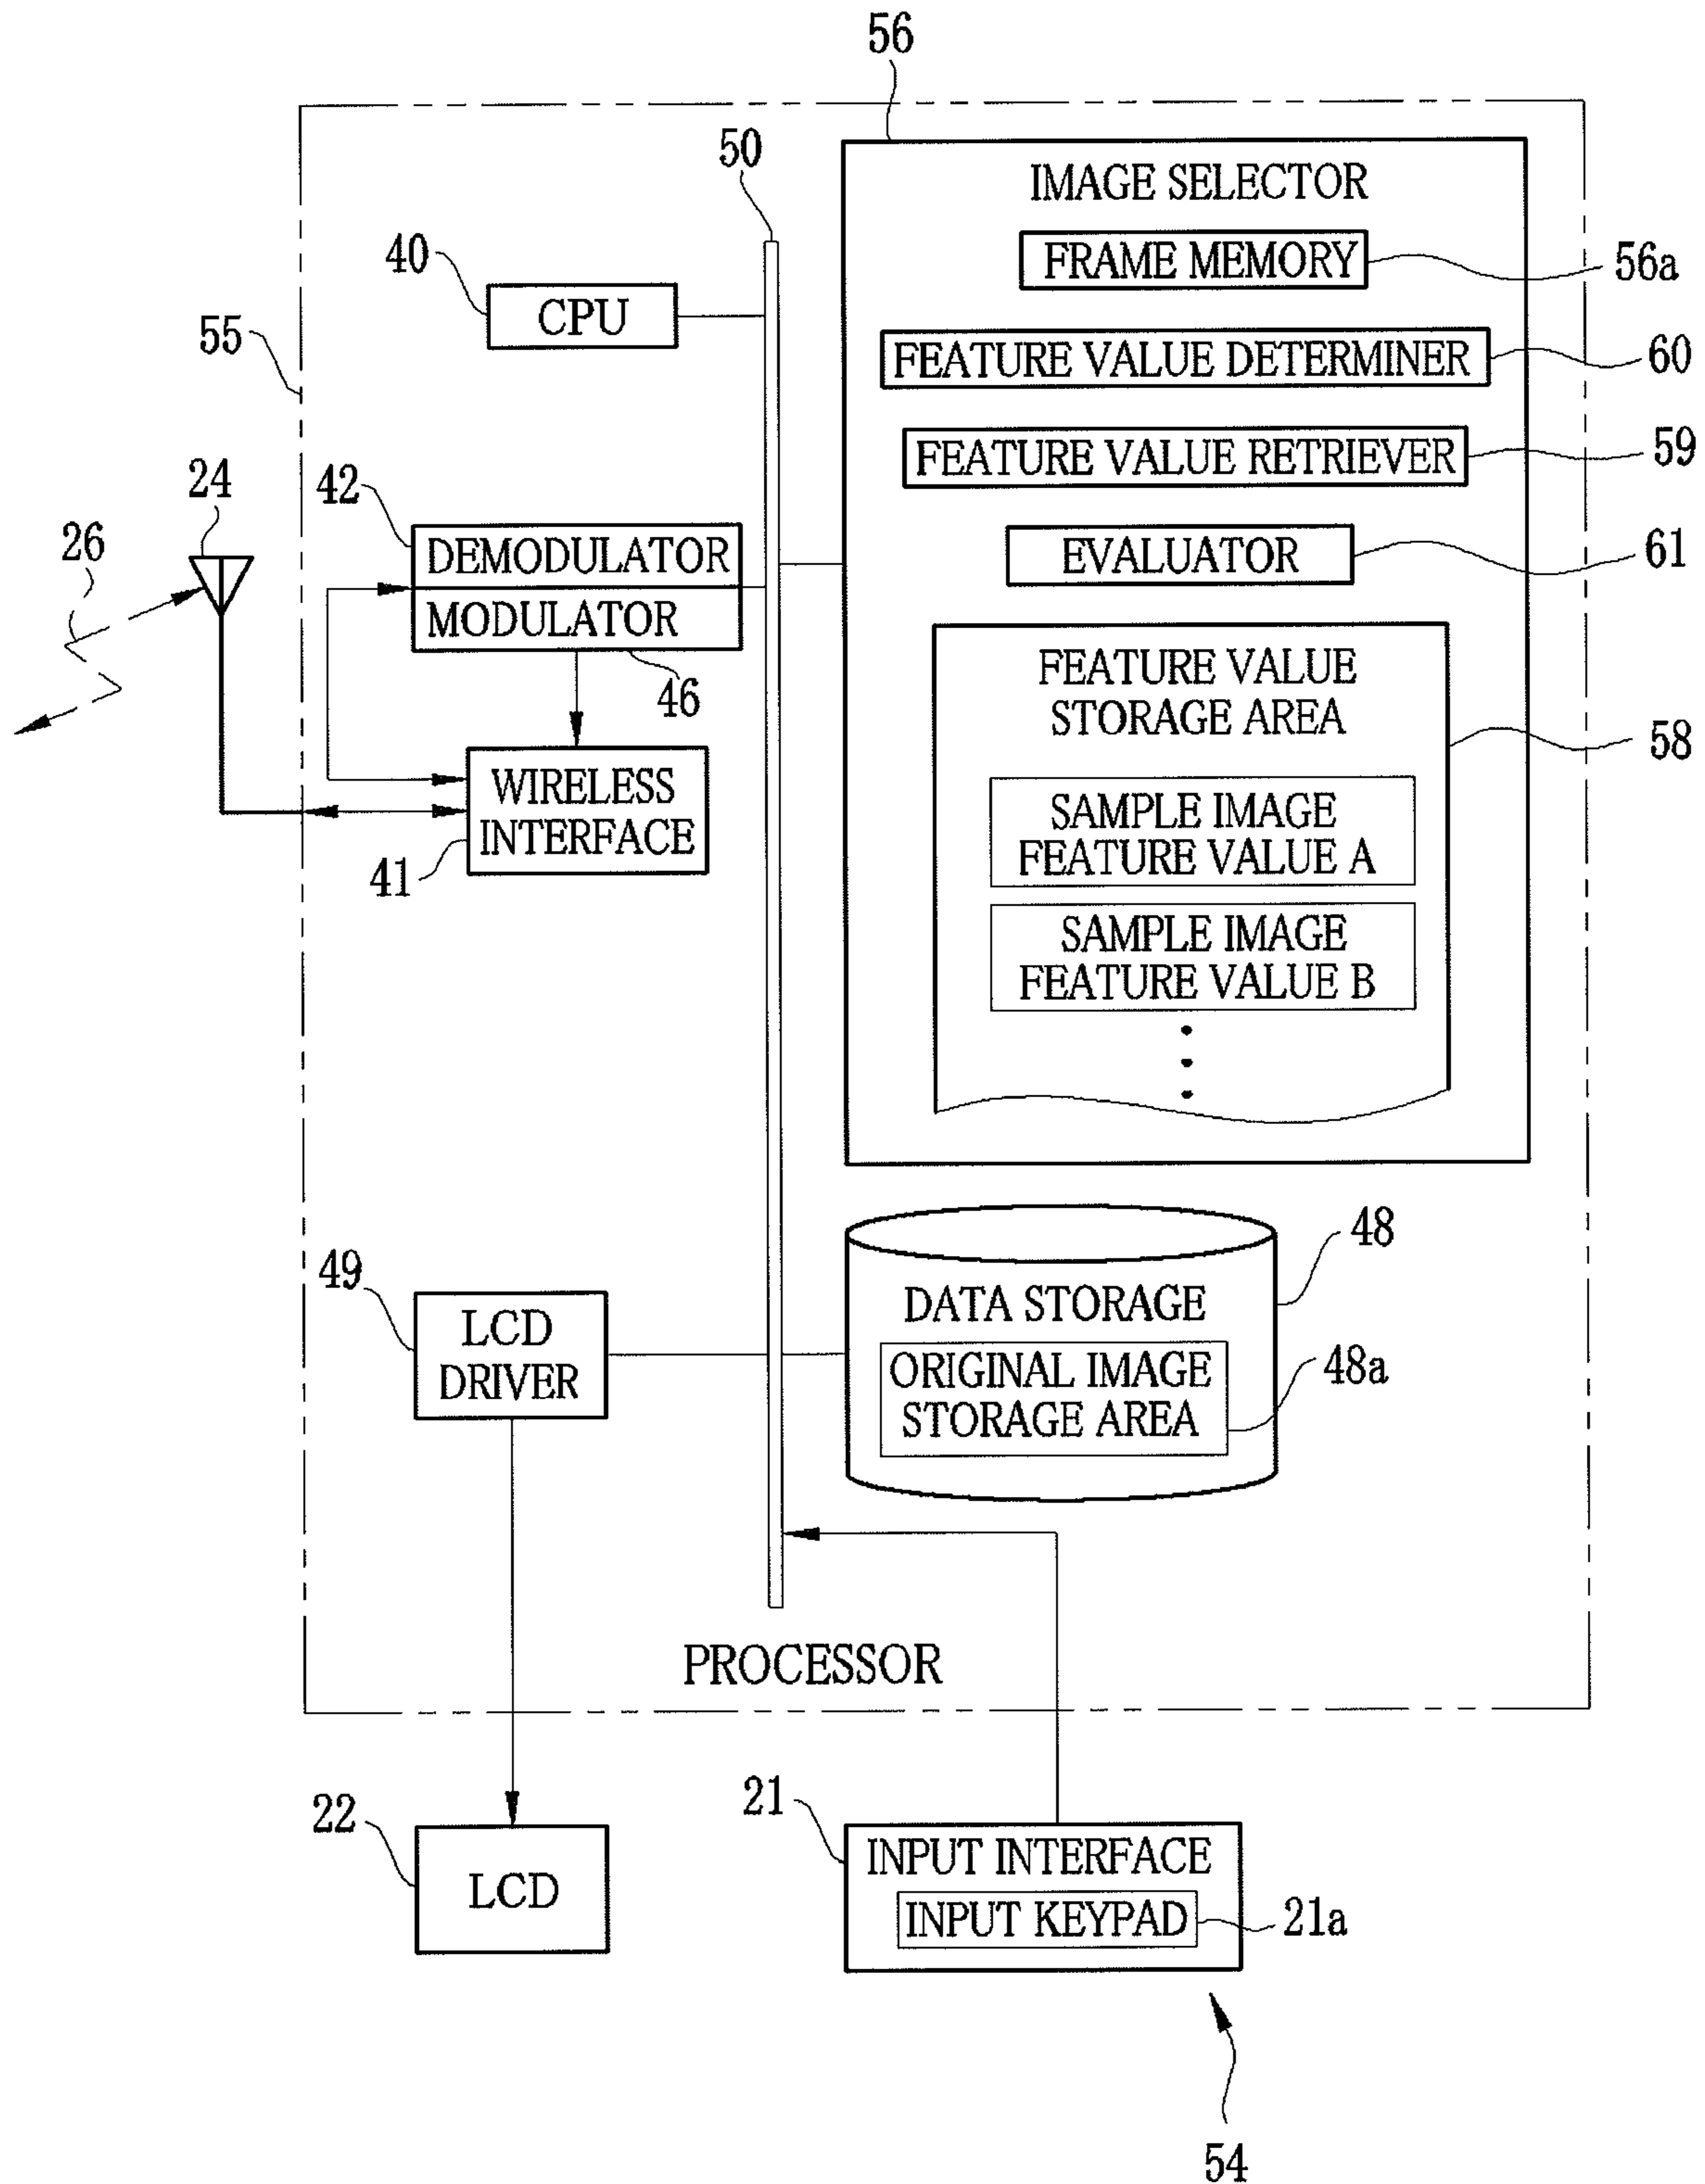 56
50
IMAGE SELECTOR
40
FRAME MEMORY
56a
CPU
55
FEATURE VALUE DETERMINER
60
FEATURE VALUE RETRIEVER
59
24
42
26
DEMODULATOR
EVALUATOR
61
MODULATOR
46
FEATURE VALUE
STORAGE AREA
58
WIRELESS
INTERFACE
41
SAMPLE IMAGE
FEATURE VALUE A
SAMPLE IMAGE
FEATURE VALUE B
48
49
DATA STORAGE
LCD
DRIVER
ORIGINAL IMAGE
STORAGE AREA
48a
PROCESSOR
22
21
LCD
INPUT INTERFACE
INPUT KEYPAD
21a
54